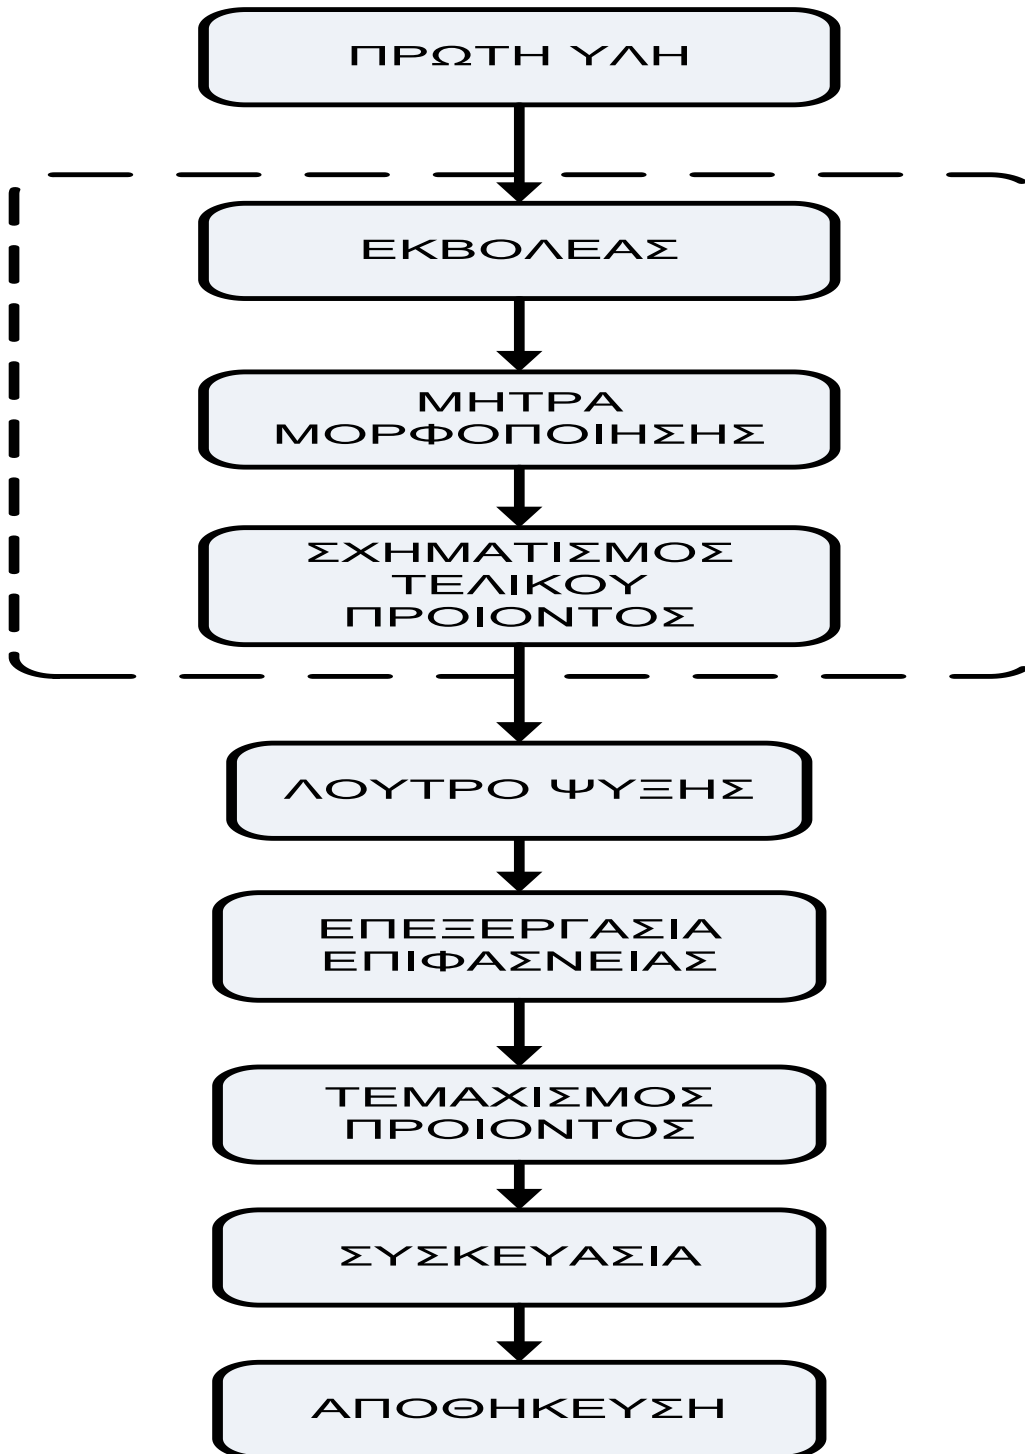 ΠΡΩΤΗ ΥΛΗ
ΕΚΒΟΛΕΑΣ
ΜΗΤΡΑ
ΜΟΡΦΟΠΟΙΗΣΗΣ
ΣΧΗΜΑΤΙΣΜΟΣ
ΤΕΛΙΚΟΥ
ΠΡΟΙΟΝΤΟΣ
ΛΟΥΤΡΟ ΨΥΞΗΣ
ΕΠΕΞΕΡΓΑΣΙΑ
ΕΠΙΦΑΣΝΕΙΑΣ
ΤΕΜΑΧΙΣΜΟΣ
ΠΡΟΙΟΝΤΟΣ
ΣΥΣΚΕΥΑΣΙΑ
ΑΠΟΘΗΚΕΥΣΗ